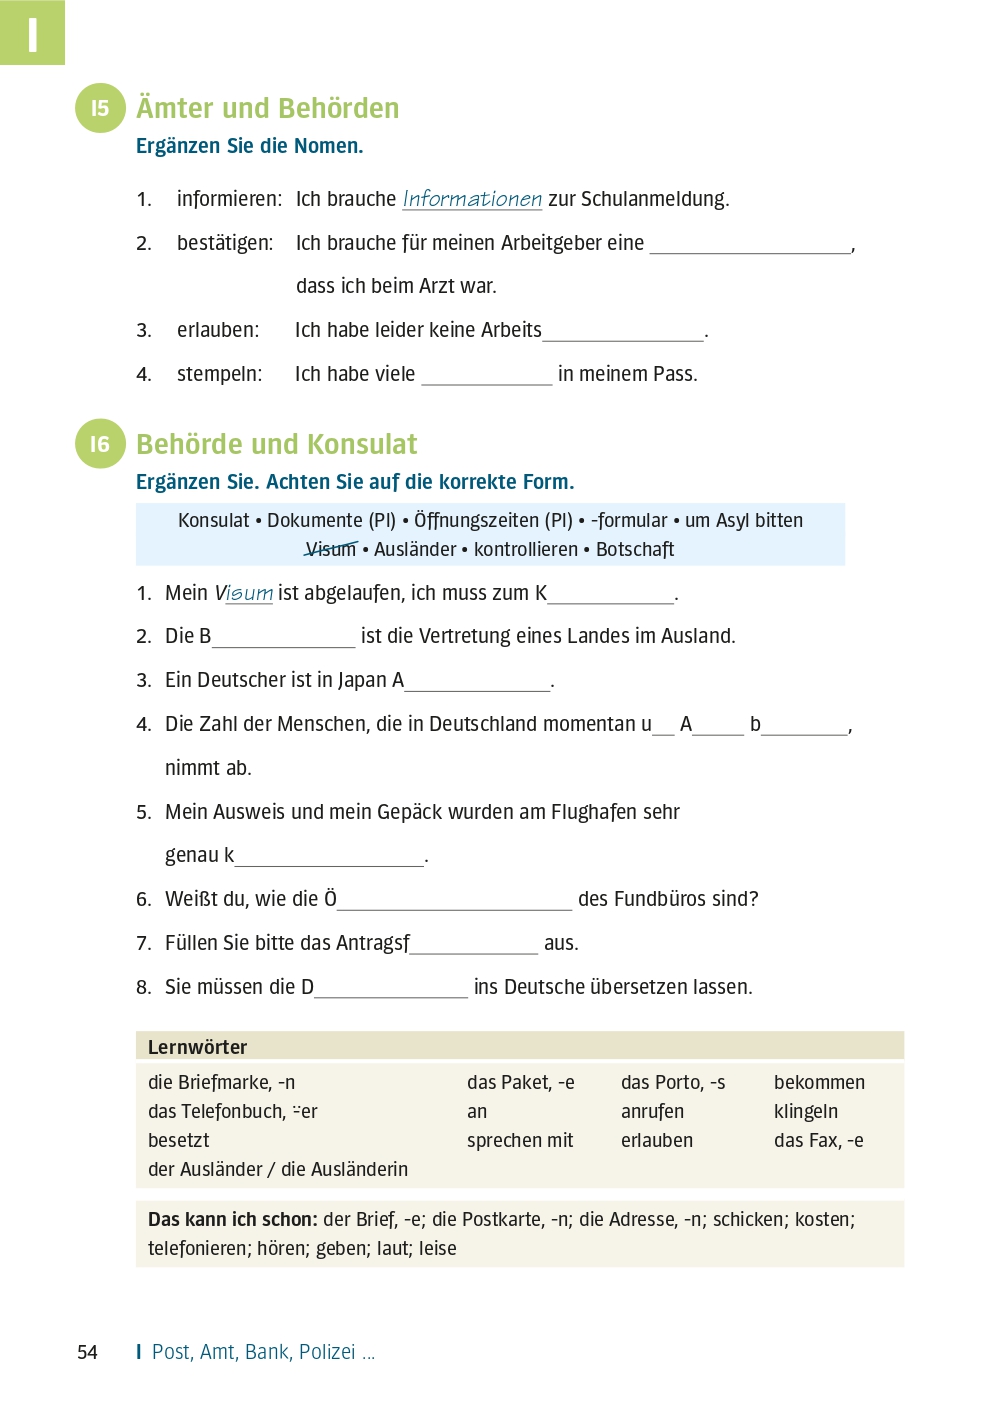 I
I5 Ämter und Behörden
Ergänzen Sie die Nomen.
1. informieren: Ich brauche Informationen zur Schulanmeldung.
2. bestätigen: Ich brauche für meinen Arbeitgeber eine ____________________,
dass ich beim Arzt war.
3. erlauben: Ich habe leider keine Arbeits________________.
4. stempeln: Ich habe viele _____________ in meinem Pass.
I6 Behörde und Konsulat
Ergänzen Sie. Achten Sie auf die korrekte Form.
Konsulat • Dokumente (Pl) • Öffnungszeiten (Pl) • -formular • um Asyl bitten
Visum • Ausländer • kontrollieren • Botschaft
1. Mein Visum ist abgelaufen, ich muss zum K____________.
2. Die B______________ ist die Vertretung eines Landes im Ausland.
3. Ein Deutscher ist in Japan A______________.
4. Die Zahl der Menschen, die in Deutschland momentan u__ A_____ b________,
nimmt ab.
5. Mein Ausweis und mein Gepäck wurden am Flughafen sehr
genau k__________________.
6. Weißt du, wie die Ö_______________________ des Fundbüros sind?
7. Füllen Sie bitte das Antragsf____________ aus.
8. Sie müssen die D_______________ ins Deutsche übersetzen lassen.
Lernwörter
die Briefmarke, -n das Paket, -e das Porto, -s bekommen
das Telefonbuch, ⸚er an anrufen klingeln
besetzt sprechen mit erlauben das Fax, -e
der Ausländer / die Ausländerin
Das kann ich schon: der Brief, -e; die Postkarte, -n; die Adresse, -n; schicken; kosten;
telefonieren; hören; geben; laut; leise
54 I Post, Amt, Bank, Polizei ...